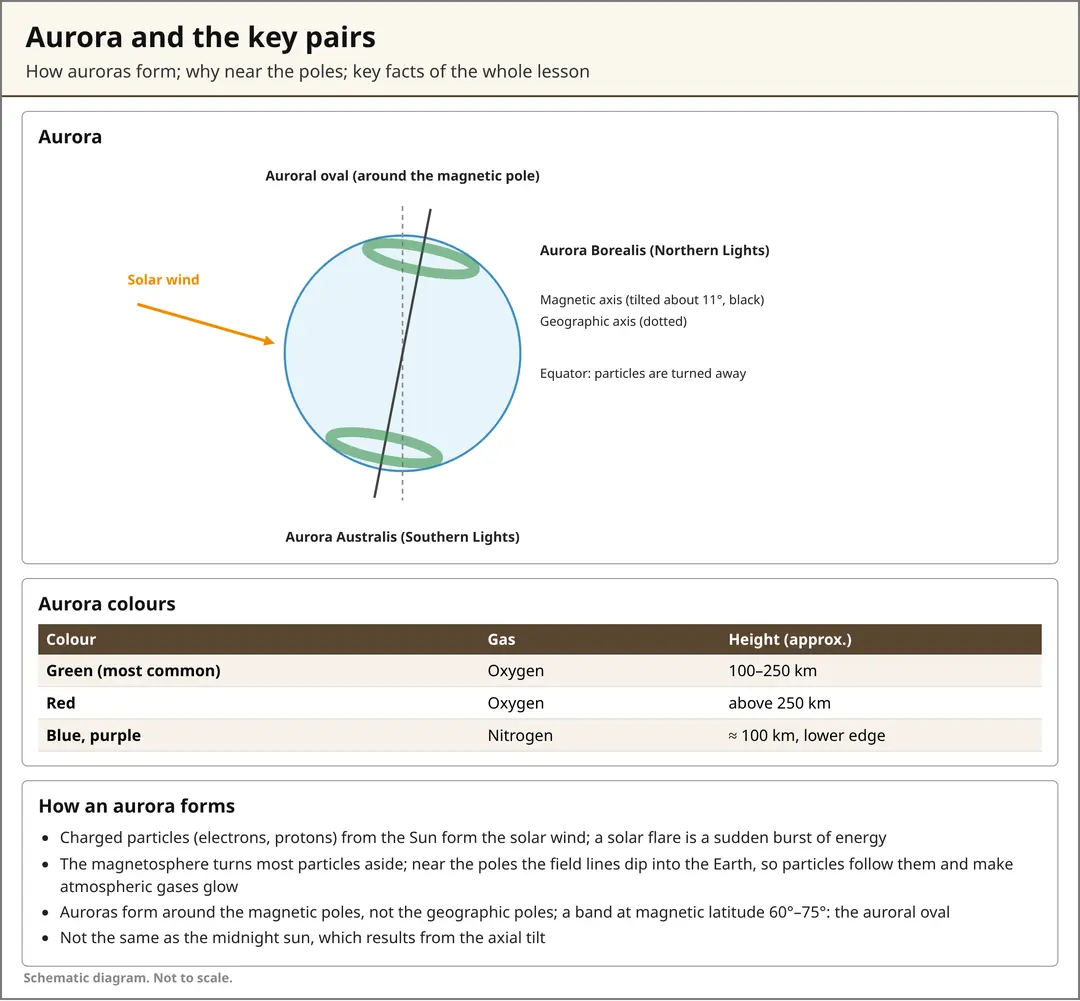 Aurora and the key pairs
How auroras form; why near the poles; key facts of the whole lesson
Aurora
Auroral oval (around the magnetic pole)
Aurora Borealis (Northern Lights)
Solar wind
Magnetic axis (tilted about 11°, black)
Geographic axis (dotted)
Equator: particles are turned away
Aurora Australis (Southern Lights)
Aurora colours
Colour Gas Height (approx.)
Green (most common) Oxygen 100–250 km
Red Oxygen above 250 km
Blue, purple Nitrogen ≈ 100 km, lower edge
How an aurora forms
• Charged particles (electrons, protons) from the Sun form the solar wind; a solar flare is a sudden burst of energy
• The magnetosphere turns most particles aside; near the poles the field lines dip into the Earth, so particles follow them and make
atmospheric gases glow
• Auroras form around the magnetic poles, not the geographic poles; a band at magnetic latitude 60°–75°: the auroral oval
• Not the same as the midnight sun, which results from the axial tilt
Schematic diagram. Not to scale.